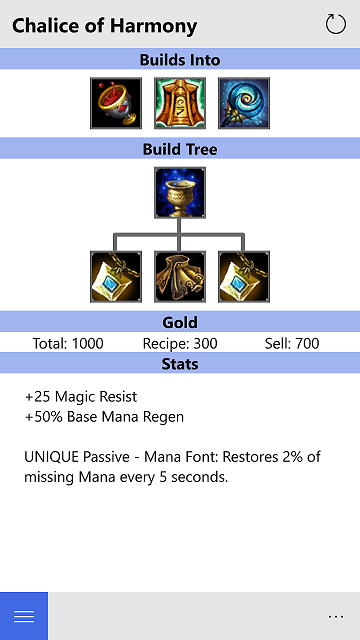 Chalice of Harmony
Builds Into
Build Tree
Gold
Total: 1000 Recipe: 300 Sell: 700
Stats
+25 Magic Resist
+50% Base Mana Regen
UNIQUE Passive - Mana Font: Restores 2% of
missing Mana every 5 seconds.